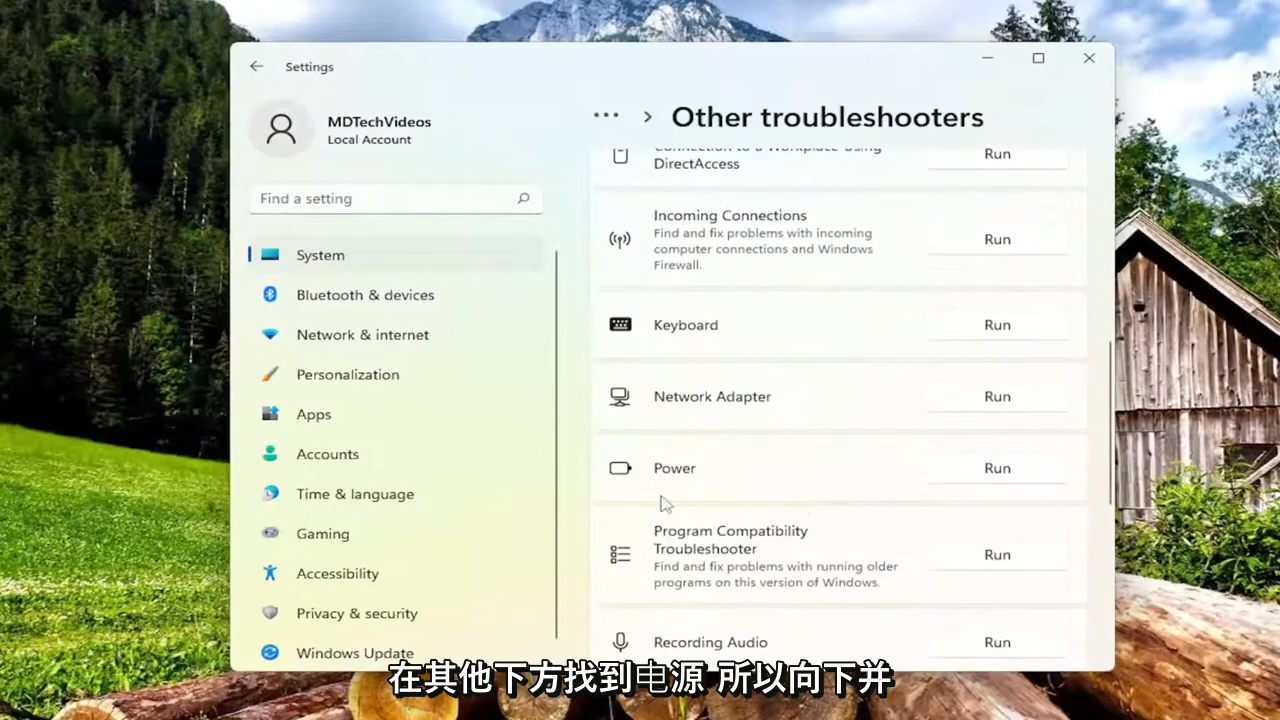 Settings
MDTechVideos
Local Account
Find a setting
System
Bluetooth & devices
Network & internet
Personalization
Apps
Accounts
Time & language
Gaming
Accessibility
Privacy & security
Windows Update
… > Other troubleshooters
Connection to a Workplace Using
DirectAccess
Run
Incoming Connections
Find and fix problems with incoming
computer connections and Windows
Firewall.
Run
Keyboard
Run
Network Adapter
Run
Power
Run
Program Compatibility
Troubleshooter
Find and fix problems with running older
programs on this version of Windows.
Run
Recording Audio
Run
在其他下方找到电源 所以向下并